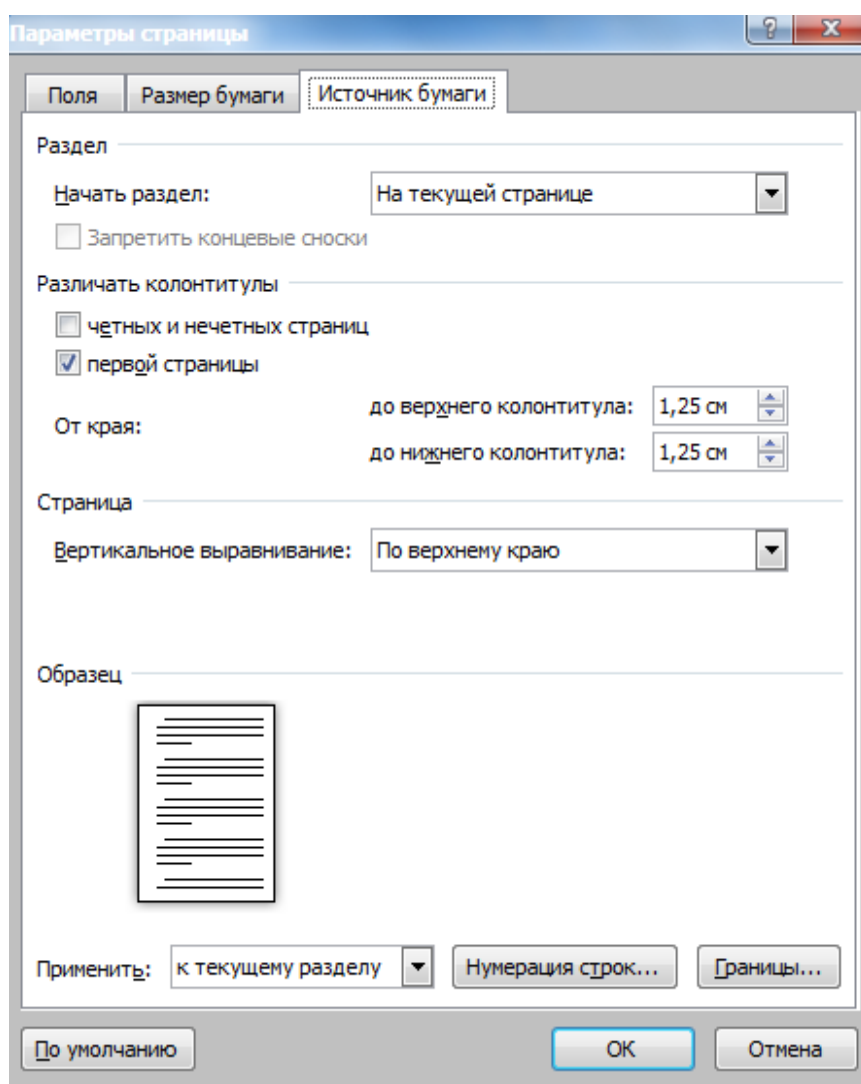 Параметры страницы
Поля Размер бумаги Источник бумаги
Раздел
Начать раздел: На текущей странице
Запретить концевые сноски
Различать колонтитулы
четных и нечетных страниц
первой страницы
От края:
до верхнего колонтитула: 1,25 см
до нижнего колонтитула: 1,25 см
Страница
Вертикальное выравнивание: По верхнему краю
Образец
Применить: к текущему разделу Нумерация строк... Границы...
По умолчанию ОК Отмена